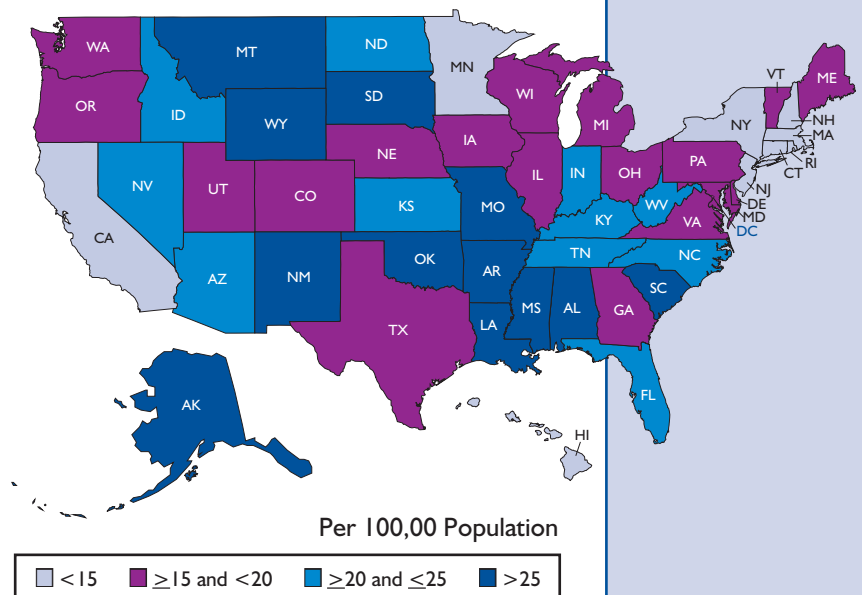 WA
MT
ND
MN
VT
ME
OR
ID
SD
WI
MI
NY
NH
MA
WY
RI
CT
NE
IA
PA
NJ
NV
UT
CO
IL
IN
OH
DE
MD
KS
MO
WV
VA
DC
KY
CA
AZ
NM
OK
AR
TN
NC
SC
MS
AL
GA
LA
TX
FL
AK
HI
Per 100,00 Population
<15
≥15 and <20
≥20 and ≤25
>25